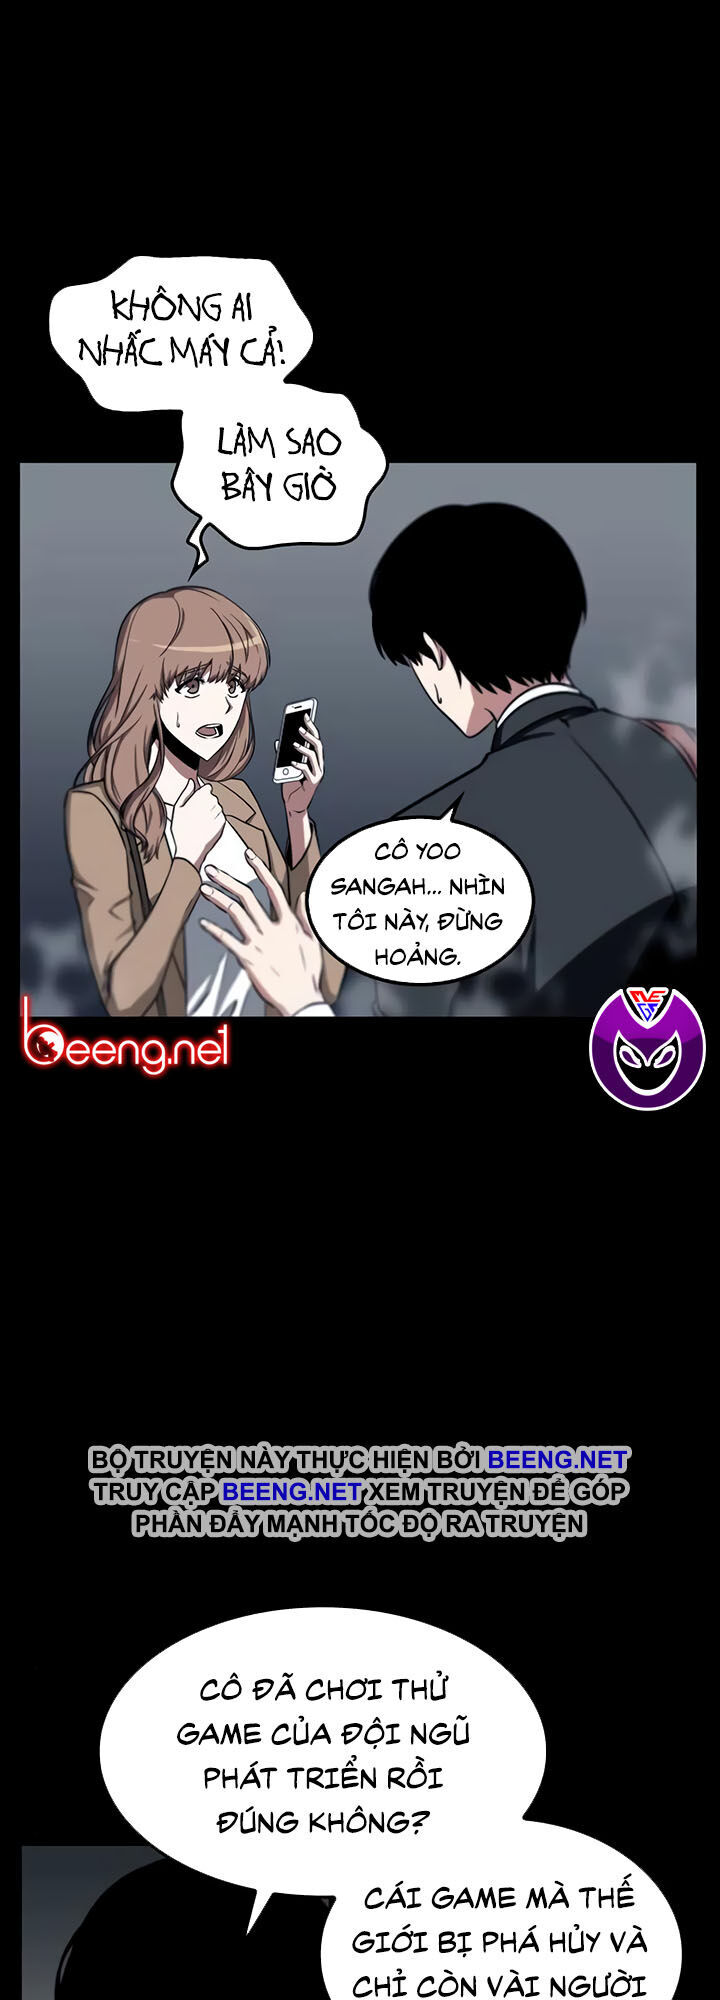 KHÔNG AI
NHẤC MÁY CẢ!
LÀM SAO
BÂY GIỜ
CÔ YOO
SANGAH... NHÌN
TÔI NÀY, ĐỪNG
HOẢNG.
beeng.net
BỘ TRUYỆN NÀY THỰC HIỆN BỞI BEENG.NET
TRUY CẬP BEENG.NET XEM TRUYỆN ĐỂ GÓP
PHẦN ĐẨY MẠNH TỐC ĐỘ RA TRUYỆN
CÔ ĐÃ CHƠI THỬ
GAME CỦA ĐỘI NGŨ
PHÁT TRIỂN RỒI
ĐÚNG KHÔNG?
CÁI GAME MÀ THẾ
GIỚI BỊ PHÁ HỦY VÀ
CHỈ CÒN VÀI NGƯỜI